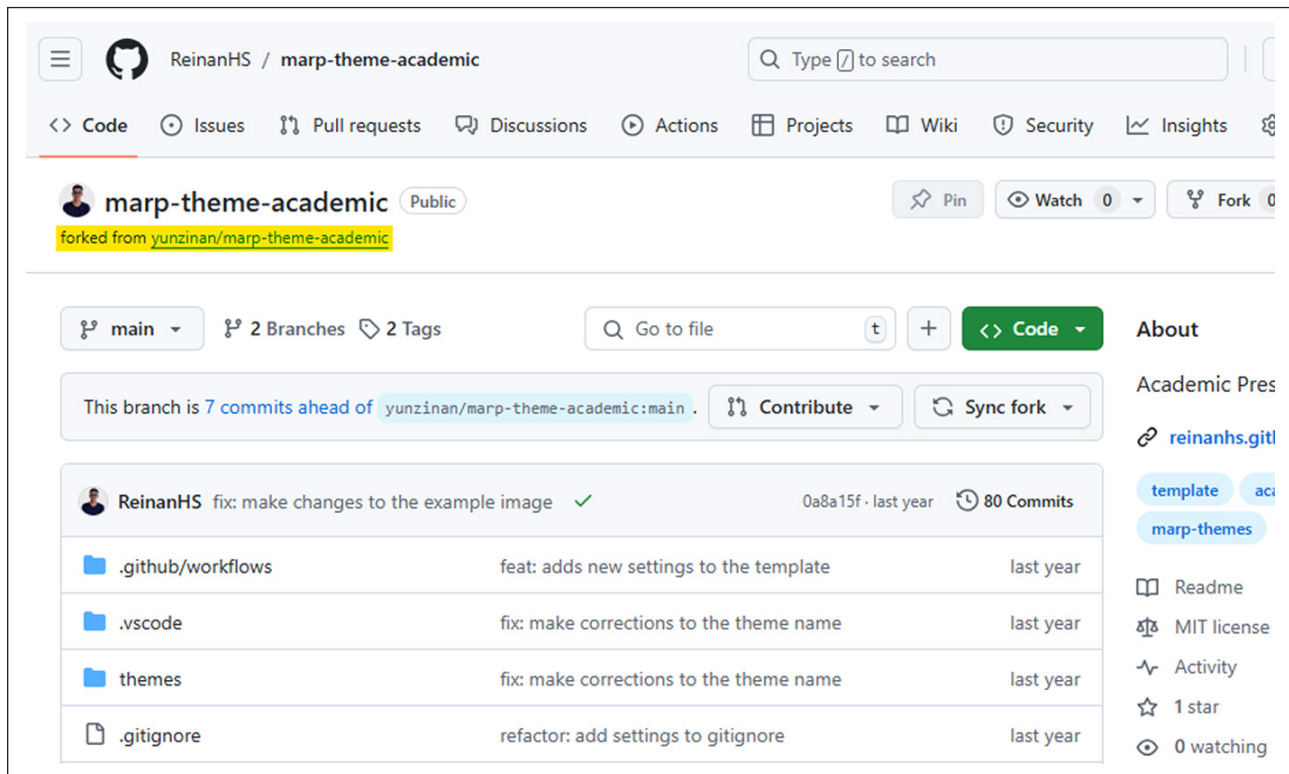 ReinanHS / marp-theme-academic
Type / to search
Code Issues Pull requests Discussions Actions Projects Wiki Security Insights
marp-theme-academic Public
Pin Watch 0 Fork 0
forked from yunzinan/marp-theme-academic
main 2 Branches 2 Tags
Go to file t
Code
About
This branch is 7 commits ahead of yunzinan/marp-theme-academic:main .
Contribute Sync fork
Academic Pres
reinanhs.git
ReinanHS fix: make changes to the example image 0a8a15f · last year 80 Commits
template aca
marp-themes
.github/workflows feat: adds new settings to the template last year
Readme
.vscode fix: make corrections to the theme name last year
MIT license
Activity
themes fix: make corrections to the theme name last year
1 star
.gitignore refactor: add settings to gitignore last year
0 watching